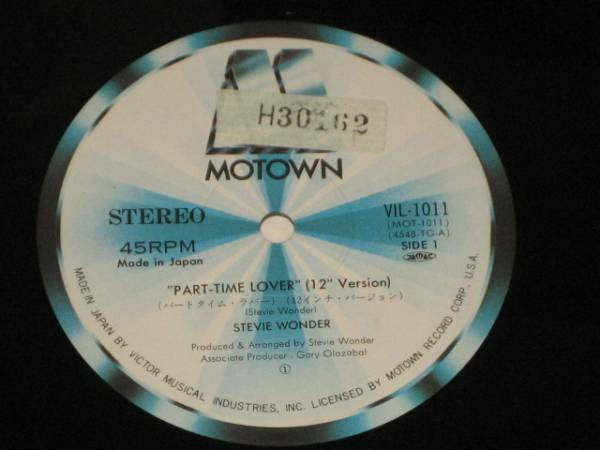 H30162
MOTOWN
STEREO
45RPM
Made in Japan
VIL-1011
(MOT-1011)
(4548-TG-A)
SIDE 1
"PART-TIME LOVER" (12" Version)
(パートタイム・ラバー) (12インチ・バージョン)
(Stevie Wonder)
STEVIE WONDER
Produced & Arranged by Stevie Wonder
Associate Producer : Gary Olazabal
①
MADE IN JAPAN BY VICTOR MUSICAL INDUSTRIES, INC. LICENSED BY MOTOWN RECORD CORP., U.S.A.